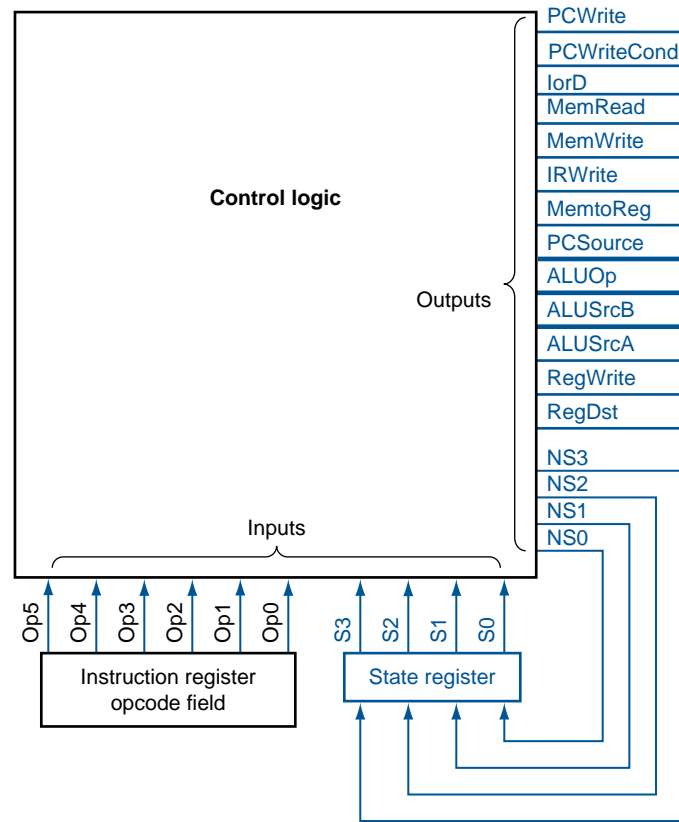 PCWrite
PCWriteCond
IorD
MemRead
MemWrite
IRWrite
Control logic
MemtoReg
PCSource
ALUOp
Outputs
ALUSrcB
ALUSrcA
RegWrite
RegDst
NS3
NS2
NS1
Inputs
NS0
Op5
Op4
Op3
Op2
Op1
Op0
S3
S2
S1
S0
Instruction register
opcode field
State register